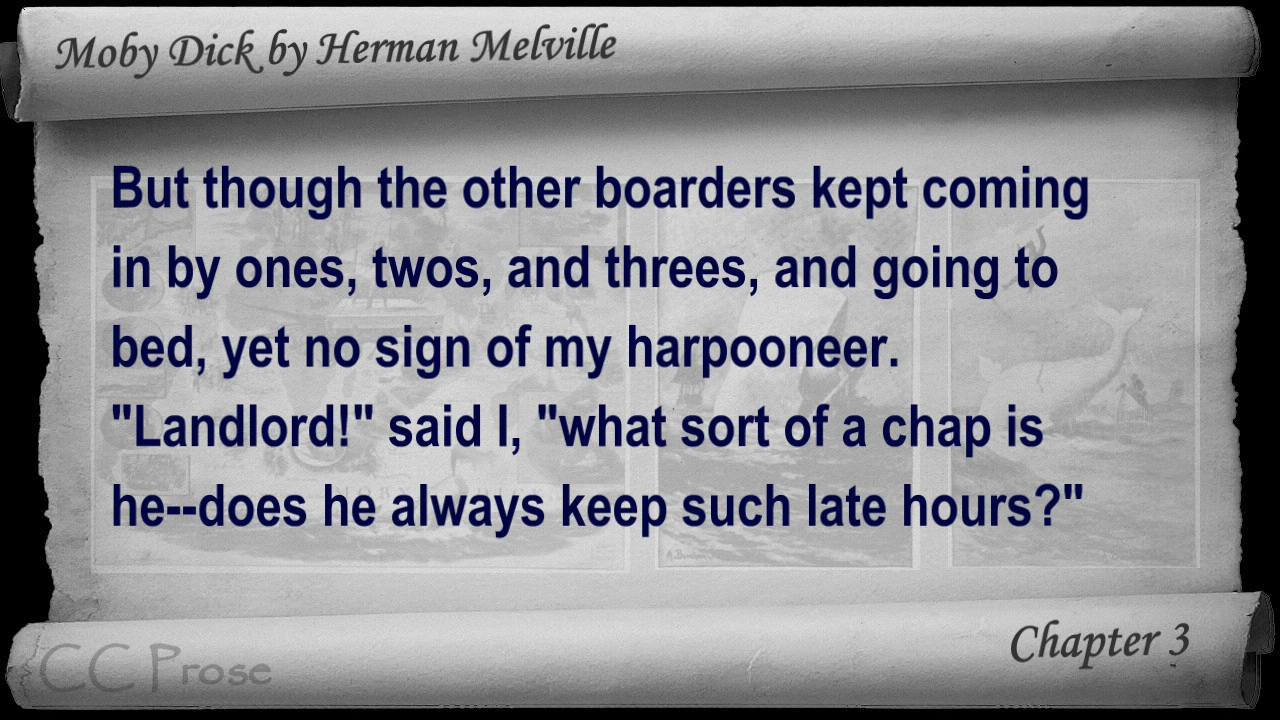 Moby Dick by Herman Melville
But though the other boarders kept coming
in by ones, twos, and threes, and going to
bed, yet no sign of my harpooneer.
"Landlord!" said I, "what sort of a chap is
he--does he always keep such late hours?"
Chapter 3
CC Prose